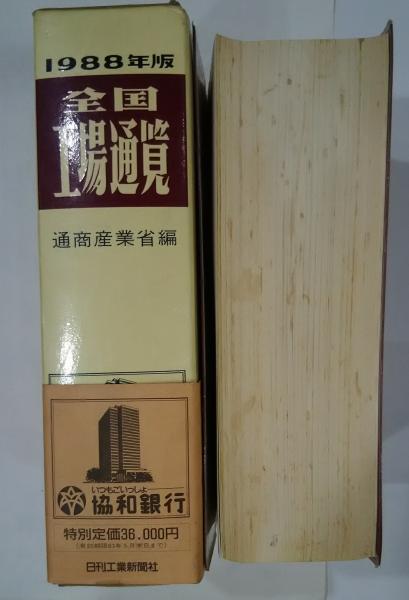 1988年版
全国
工場通覧
通商産業省編
いつもごいっしょ
協和銀行
特別定価36,000円
日刊工業新聞社